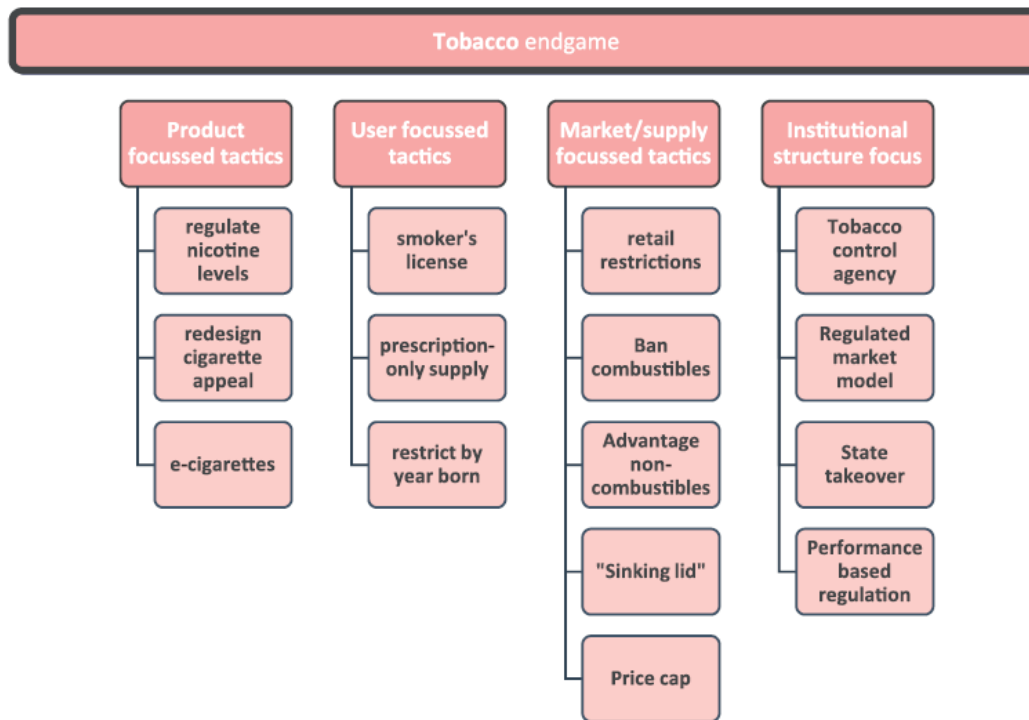 Tobacco endgame
Product
focussed tactics
regulate
nicotine
levels
redesign
cigarette
appeal
e-cigarettes
User focussed
tactics
smoker's
license
prescription-
only supply
restrict by
year born
Market/supply
focussed tactics
retail
restrictions
Ban
combustibles
Advantage
non-
combustibles
"Sinking lid"
Price cap
Institutional
structure focus
Tobacco
control
agency
Regulated
market
model
State
takeover
Performance
based
regulation